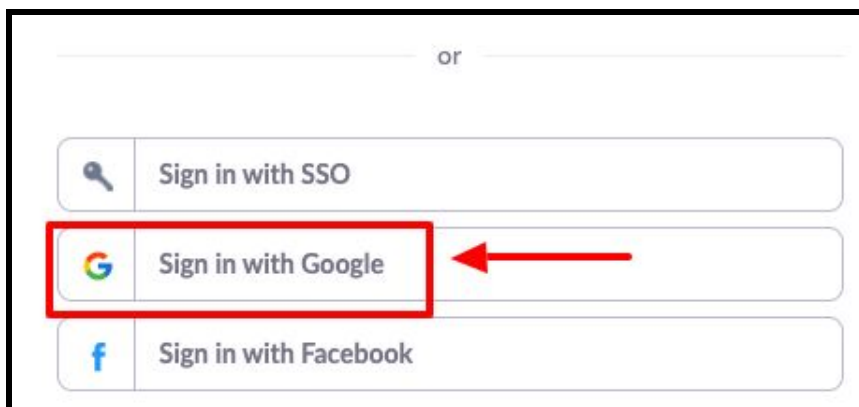 or
Sign in with SSO
Sign in with Google
Sign in with Facebook